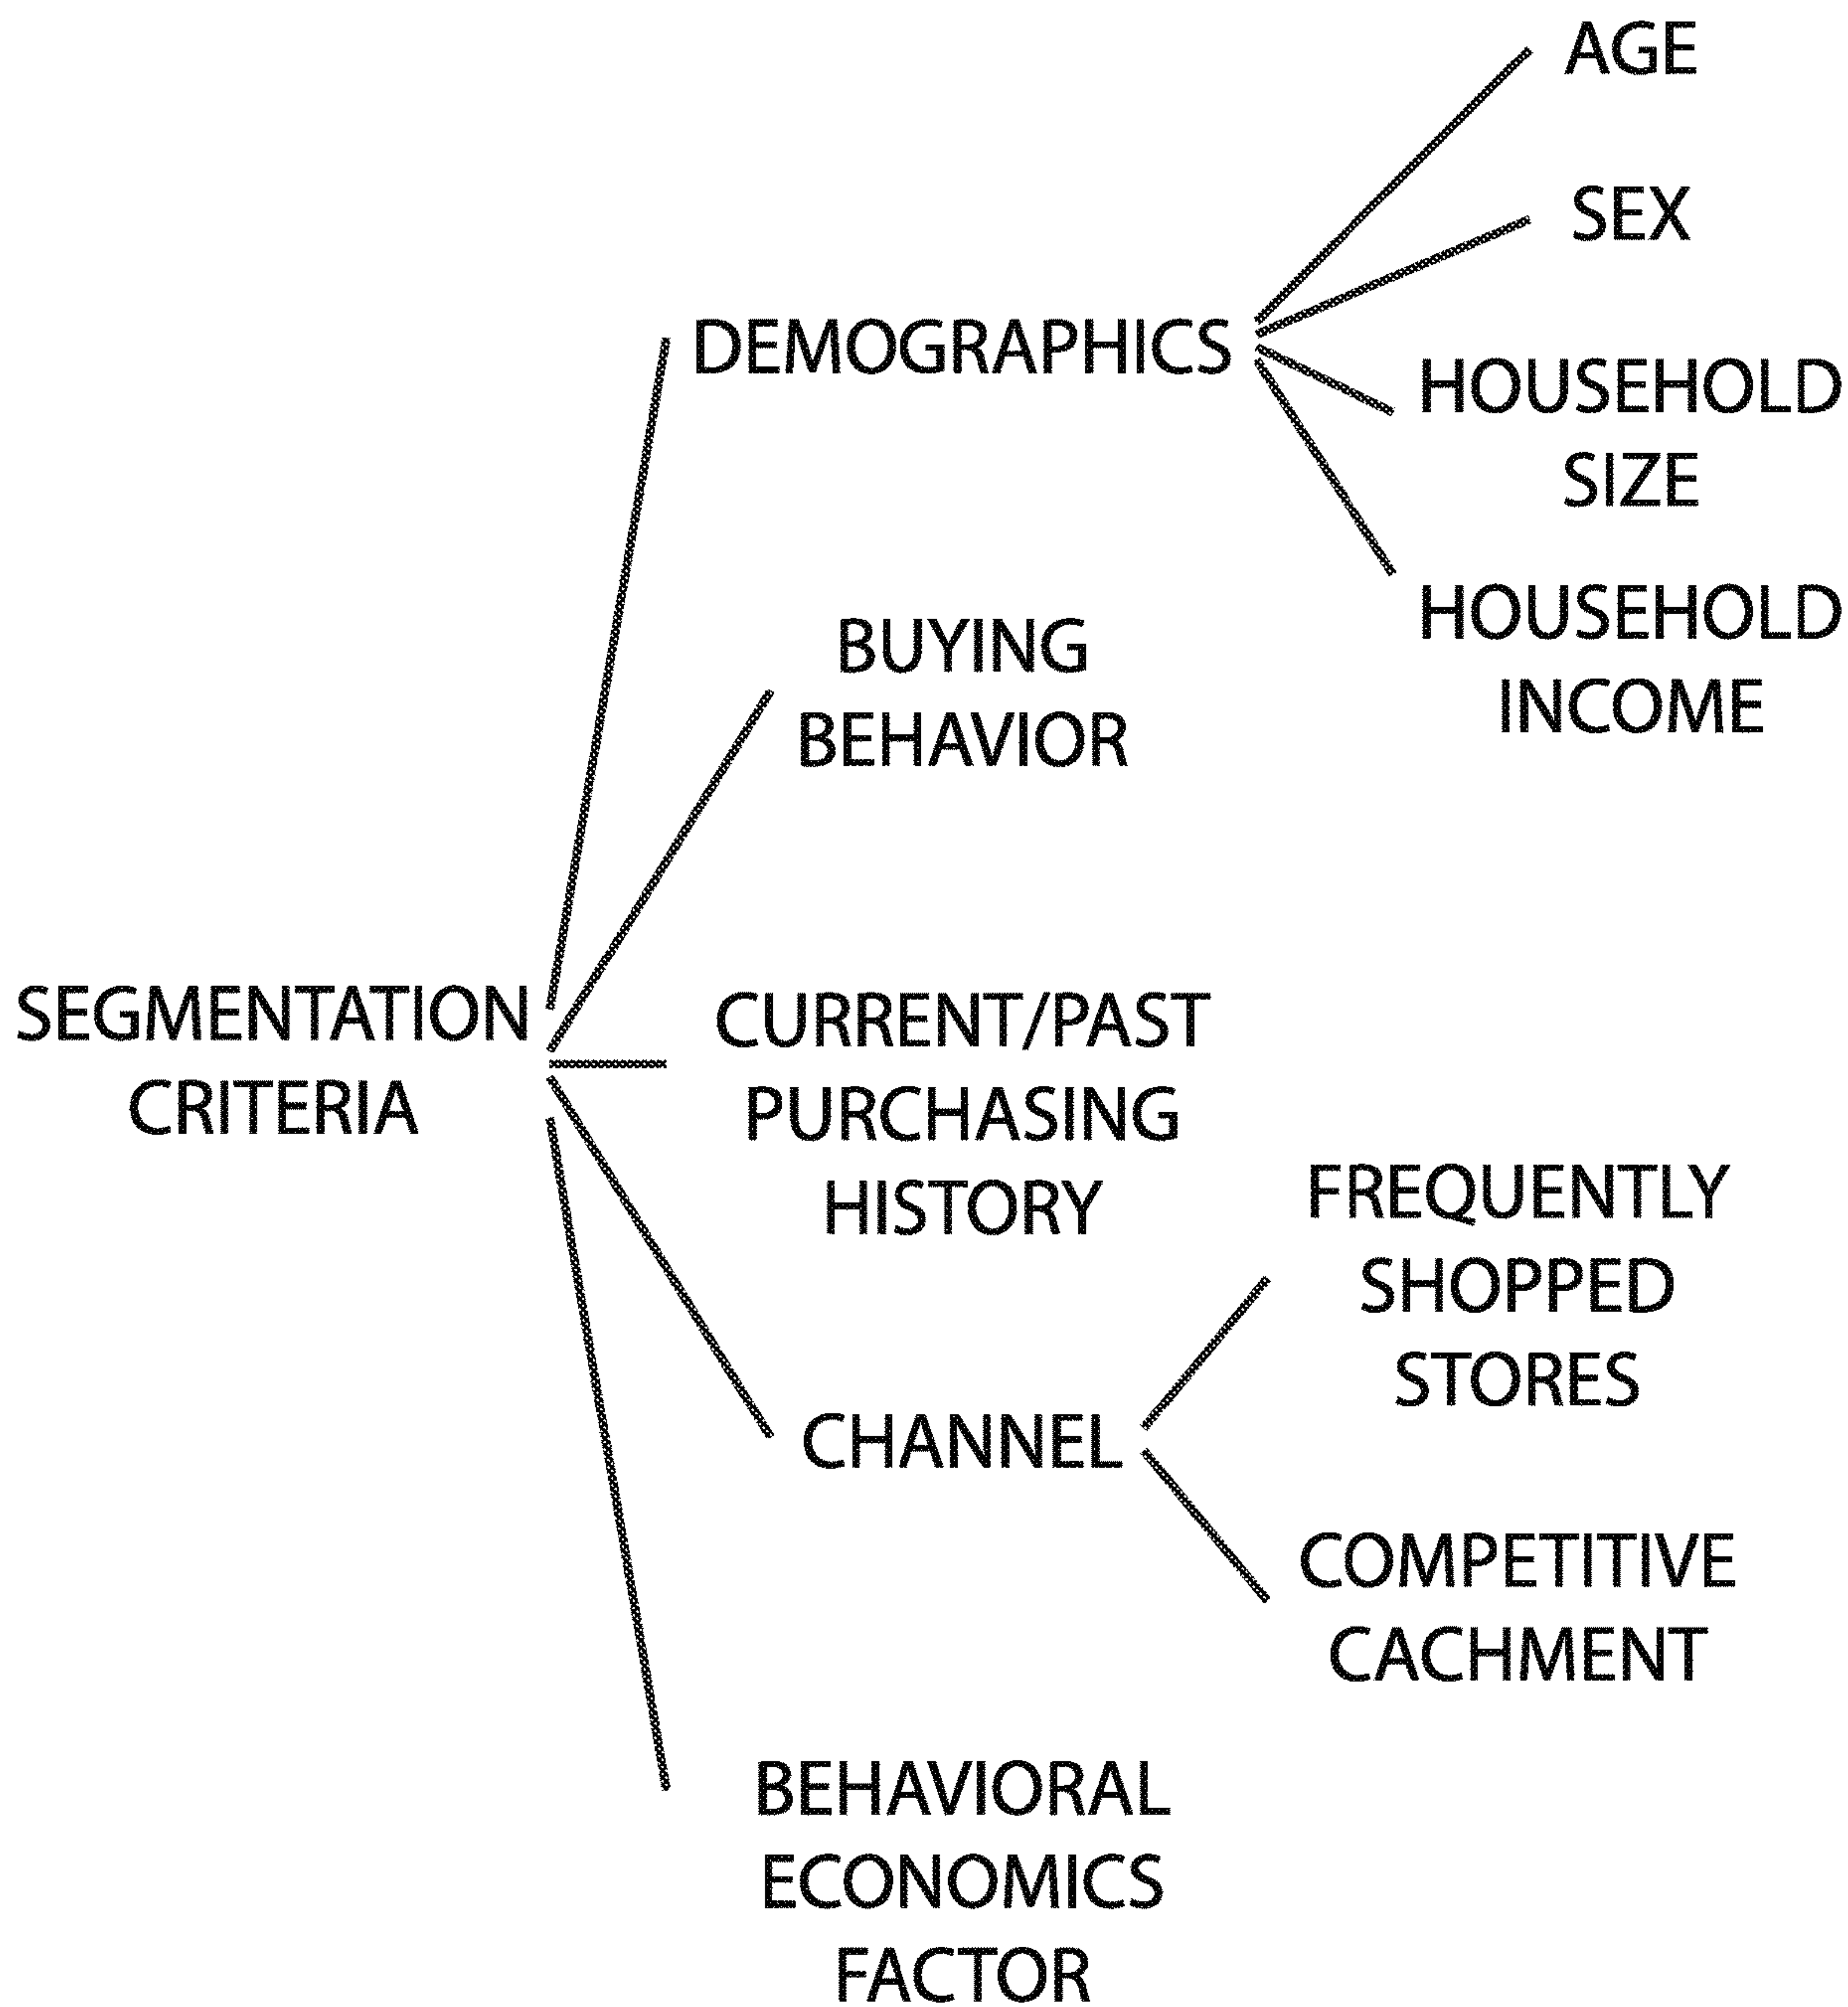 AGE
SEX
DEMOGRAPHICS
HOUSEHOLD
SIZE
HOUSEHOLD
INCOME
BUYING
BEHAVIOR
SEGMENTATION
CRITERIA
CURRENT/PAST
PURCHASING
HISTORY
FREQUENTLY
SHOPPED
STORES
CHANNEL
COMPETITIVE
CACHMENT
BEHAVIORAL
ECONOMICS
FACTOR